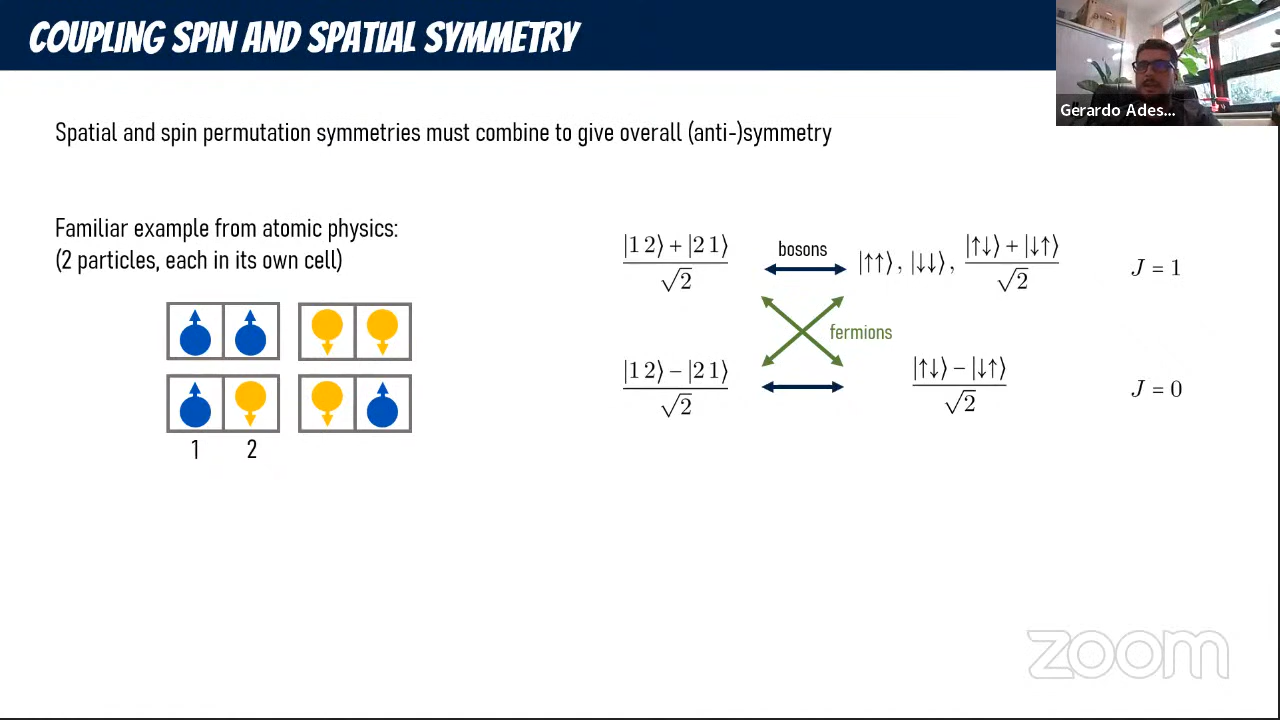 COUPLING SPIN AND SPATIAL SYMMETRY
Gerardo Ades...
Spatial and spin permutation symmetries must combine to give overall (anti-)symmetry
Familiar example from atomic physics:
(2 particles, each in its own cell)
1 2
|1 2⟩ + |2 1⟩ / √2
bosons
|↑↑⟩ , |↓↓⟩ , |↑↓⟩ + |↓↑⟩ / √2
J = 1
fermions
|1 2⟩ − |2 1⟩ / √2
|↑↓⟩ − |↓↑⟩ / √2
J = 0
zoom